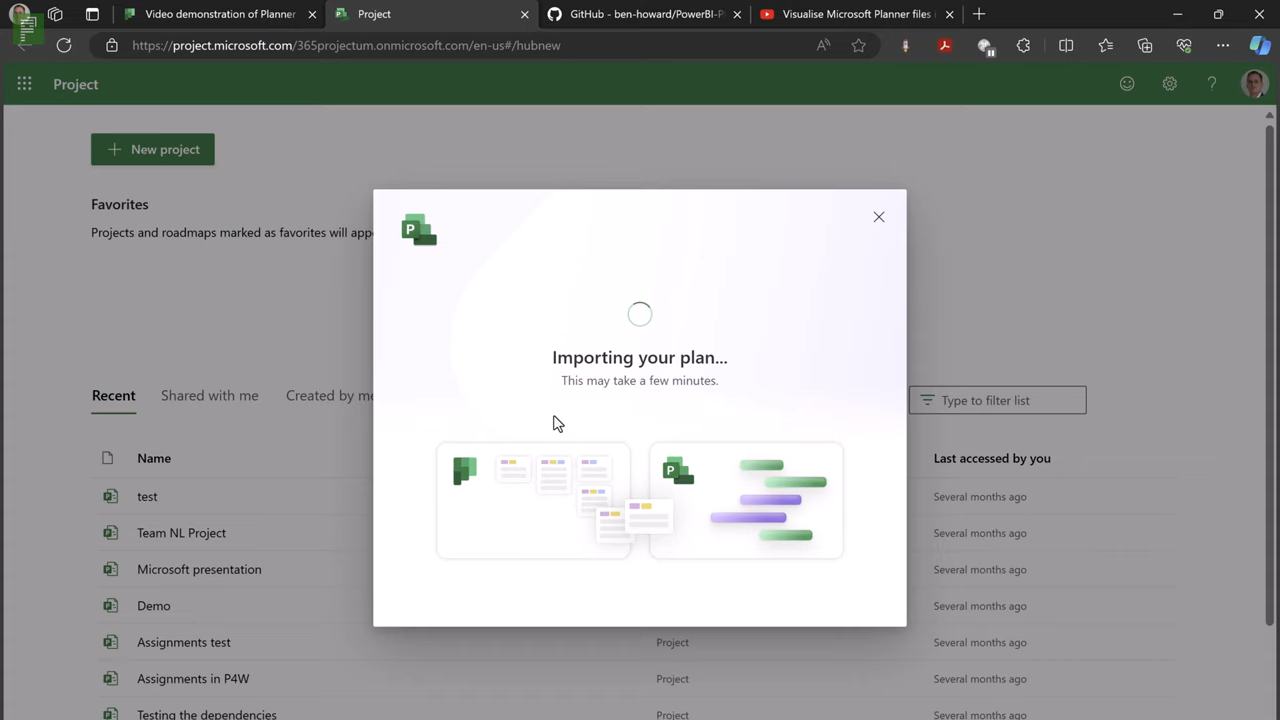 Video demonstration of Planner
Project
GitHub - ben-howard/PowerBI-P
Visualise Microsoft Planner files i
https://project.microsoft.com/365projectum.onmicrosoft.com/en-us#/hubnew
Project
New project
Favorites
Projects and roadmaps marked as favorites will appe
P
Importing your plan...
This may take a few minutes.
Recent
Shared with me
Created by me
Type to filter list
Name
Last accessed by you
P
test
Several months ago
Team NL Project
Several months ago
Microsoft presentation
Several months ago
Demo
Several months ago
Assignments test
Project
Several months ago
Assignments in P4W
Project
Several months ago
Testing the dependencies
Project
Several months ago